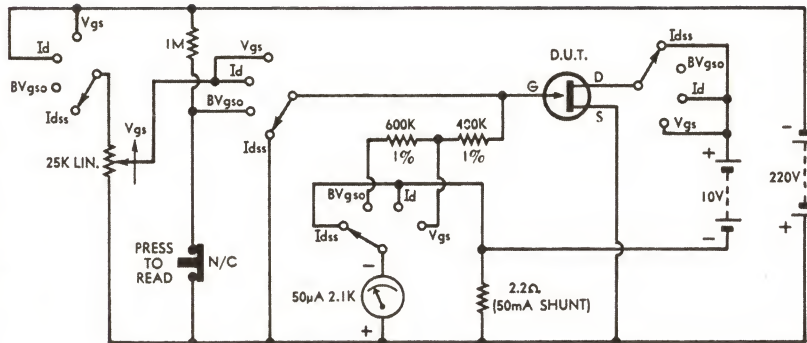 Vgs
Id
BVgso
Idss
Vgs
25K LIN.
1M
Vgs
Id
BVgso
Idss
PRESS
TO
READ
N/C
600K
1%
400K
1%
BVgso
Id
Idss
Vgs
−
50µA 2.1K
+
2.2Ω
(50mA SHUNT)
D.U.T.
G
D
S
Idss
BVgso
Id
Vgs
+
10V
−
−
220V
+